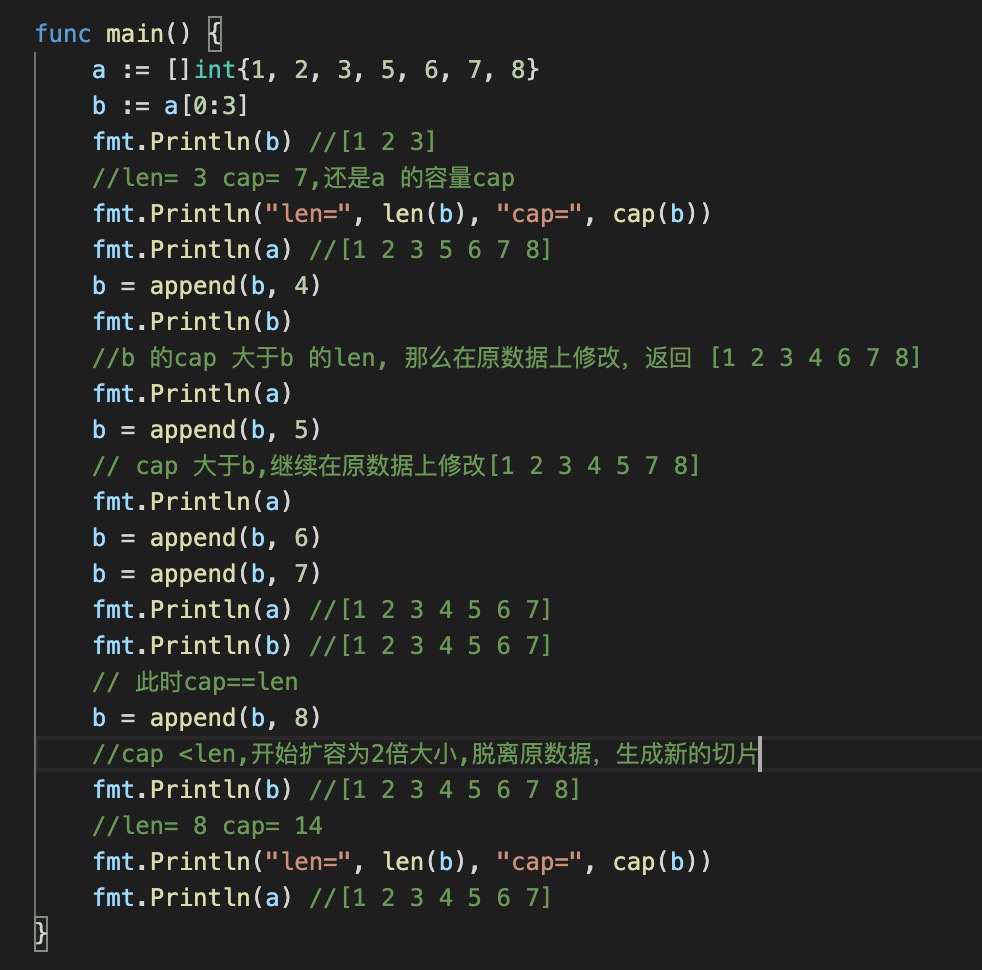 func main() {
a := []int{1, 2, 3, 5, 6, 7, 8}
b := a[0:3]
fmt.Println(b) //[1 2 3]
//len= 3 cap= 7,还是a 的容量cap
fmt.Println("len=", len(b), "cap=", cap(b))
fmt.Println(a) //[1 2 3 5 6 7 8]
b = append(b, 4)
fmt.Println(b)
//b 的cap 大于b 的len, 那么在原数据上修改，返回 [1 2 3 4 6 7 8]
fmt.Println(a)
b = append(b, 5)
// cap 大于b,继续在原数据上修改[1 2 3 4 5 7 8]
fmt.Println(a)
b = append(b, 6)
b = append(b, 7)
fmt.Println(a) //[1 2 3 4 5 6 7]
fmt.Println(b) //[1 2 3 4 5 6 7]
// 此时cap==len
b = append(b, 8)
//cap <len,开始扩容为2倍大小,脱离原数据，生成新的切片
fmt.Println(b) //[1 2 3 4 5 6 7 8]
//len= 8 cap= 14
fmt.Println("len=", len(b), "cap=", cap(b))
fmt.Println(a) //[1 2 3 4 5 6 7]
}